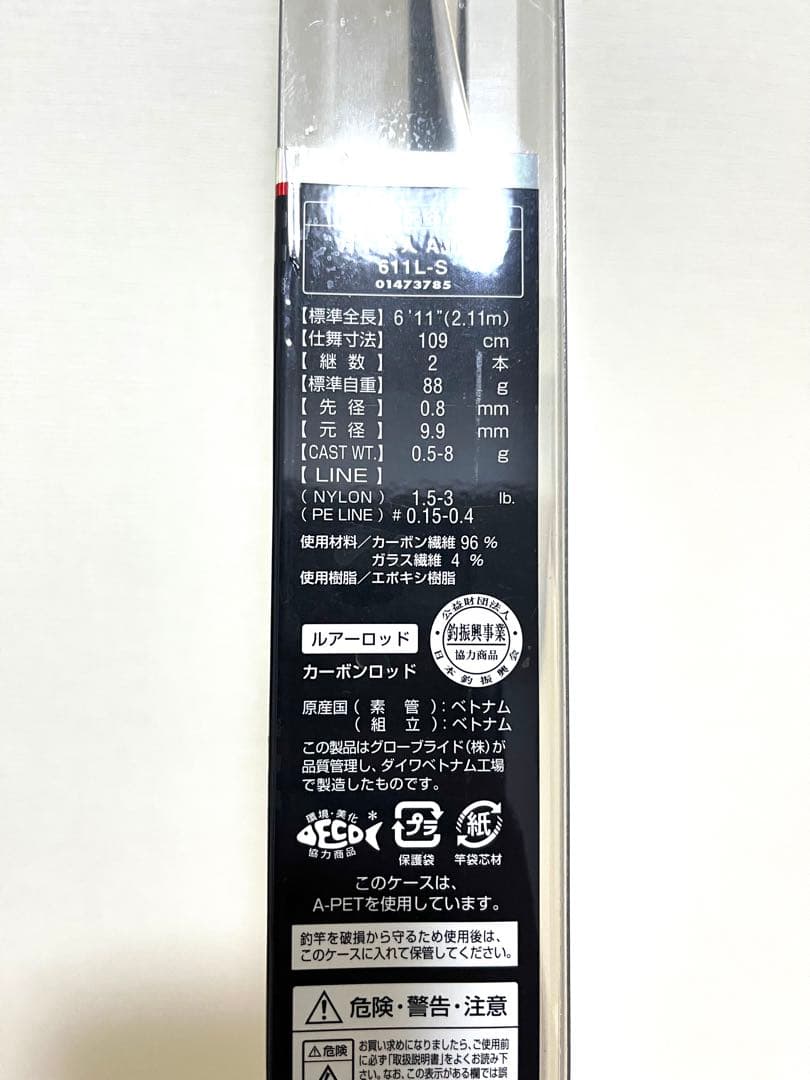 611L-S
01473785
【標準全長】 6'11"(2.11m)
【仕舞寸法】 109 cm
【 継 数 】 2 本
【標準自重】 88 g
【 先 径 】 0.8 mm
【 元 径 】 9.9 mm
【CAST WT.】 0.5-8 g
【 LINE 】
( NYLON ) 1.5-3 lb.
( PE LINE ) # 0.15-0.4
使用材料／カーボン繊維 96 %
ガラス繊維 4 %
使用樹脂／エポキシ樹脂
公益財団法人
釣振興事業
協力商品
日本釣振興会
ルアーロッド
カーボンロッド
原産国 ( 素 管 )：ベトナム
( 組 立 )：ベトナム
この製品はグローブライド(株)が
品質管理し、ダイワベトナム工場
で製造したものです。
環境・美化
ECO
協力商品
プラ
保護袋
紙
竿袋芯材
このケースは、
A-PETを使用しています。
釣竿を破損から守るため使用後は、
このケースに入れて保管してください。
危険・警告・注意
危険
お買い求めになりましたら、ご使用前
に必ず「取扱説明書」をよくお読み下
さい。なお、この表示がある欄では誤